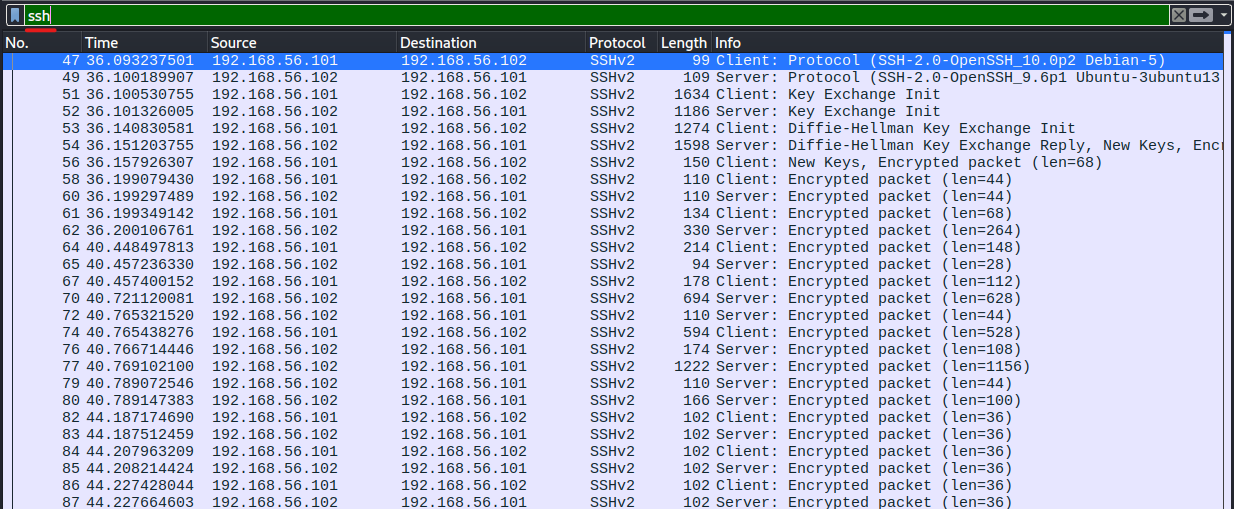 ssh
No. Time Source Destination Protocol Length Info
47 36.093237501 192.168.56.101 192.168.56.102 SSHv2 99 Client: Protocol (SSH-2.0-OpenSSH_10.0p2 Debian-5)
49 36.100189907 192.168.56.102 192.168.56.101 SSHv2 109 Server: Protocol (SSH-2.0-OpenSSH_9.6p1 Ubuntu-3ubuntu13
51 36.100530755 192.168.56.101 192.168.56.102 SSHv2 1634 Client: Key Exchange Init
52 36.101326005 192.168.56.102 192.168.56.101 SSHv2 1186 Server: Key Exchange Init
53 36.140830581 192.168.56.101 192.168.56.102 SSHv2 1274 Client: Diffie-Hellman Key Exchange Init
54 36.151203755 192.168.56.102 192.168.56.101 SSHv2 1598 Server: Diffie-Hellman Key Exchange Reply, New Keys, Encr
56 36.157926307 192.168.56.101 192.168.56.102 SSHv2 150 Client: New Keys, Encrypted packet (len=68)
58 36.199079430 192.168.56.101 192.168.56.102 SSHv2 110 Client: Encrypted packet (len=44)
60 36.199297489 192.168.56.102 192.168.56.101 SSHv2 110 Server: Encrypted packet (len=44)
61 36.199349142 192.168.56.101 192.168.56.102 SSHv2 134 Client: Encrypted packet (len=68)
62 36.200106761 192.168.56.102 192.168.56.101 SSHv2 330 Server: Encrypted packet (len=264)
64 40.448497813 192.168.56.101 192.168.56.102 SSHv2 214 Client: Encrypted packet (len=148)
65 40.457236330 192.168.56.102 192.168.56.101 SSHv2 94 Server: Encrypted packet (len=28)
67 40.457400152 192.168.56.101 192.168.56.102 SSHv2 178 Client: Encrypted packet (len=112)
70 40.721120081 192.168.56.102 192.168.56.101 SSHv2 694 Server: Encrypted packet (len=628)
72 40.765321520 192.168.56.102 192.168.56.101 SSHv2 110 Server: Encrypted packet (len=44)
74 40.765438276 192.168.56.101 192.168.56.102 SSHv2 594 Client: Encrypted packet (len=528)
76 40.766714446 192.168.56.102 192.168.56.101 SSHv2 174 Server: Encrypted packet (len=108)
77 40.769102100 192.168.56.102 192.168.56.101 SSHv2 1222 Server: Encrypted packet (len=1156)
79 40.789072546 192.168.56.102 192.168.56.101 SSHv2 110 Server: Encrypted packet (len=44)
80 40.789147383 192.168.56.102 192.168.56.101 SSHv2 166 Server: Encrypted packet (len=100)
82 44.187174690 192.168.56.101 192.168.56.102 SSHv2 102 Client: Encrypted packet (len=36)
83 44.187512459 192.168.56.102 192.168.56.101 SSHv2 102 Server: Encrypted packet (len=36)
84 44.207963209 192.168.56.101 192.168.56.102 SSHv2 102 Client: Encrypted packet (len=36)
85 44.208214424 192.168.56.102 192.168.56.101 SSHv2 102 Server: Encrypted packet (len=36)
86 44.227428044 192.168.56.101 192.168.56.102 SSHv2 102 Client: Encrypted packet (len=36)
87 44.227664603 192.168.56.102 192.168.56.101 SSHv2 102 Server: Encrypted packet (len=36)